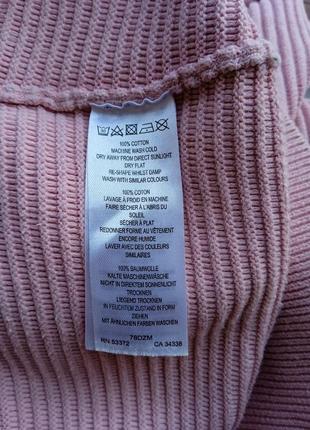 100% COTTON
MACHINE WASH COLD
DRY AWAY FROM DIRECT SUNLIGHT
DRY FLAT
RE-SHAPE WHILST DAMP
WASH WITH SIMILAR COLOURS
100% COTON
LAVAGE À FROID EN MACHINE
FAIRE SÉCHER À L'ABRIS DU
SOLEIL
SÉCHER À PLAT
REDONNER FORME AU VÊTEMENT
ENCORE HUMIDE
LAVER AVEC DES COULEURS
SIMILAIRES
100% BAUMWOLLE
KALTE MASCHINENWÄSCHE
NICHT IN DIREKTEM SONNENLICHT
TROCKNEN
LIEGEND TROCKNEN
IN FEUCHTEM ZUSTAND IN FORM
ZIEHEN
MIT ÄHNLICHEN FARBEN WASCHEN
78DZM
RN 53372 CA 34338